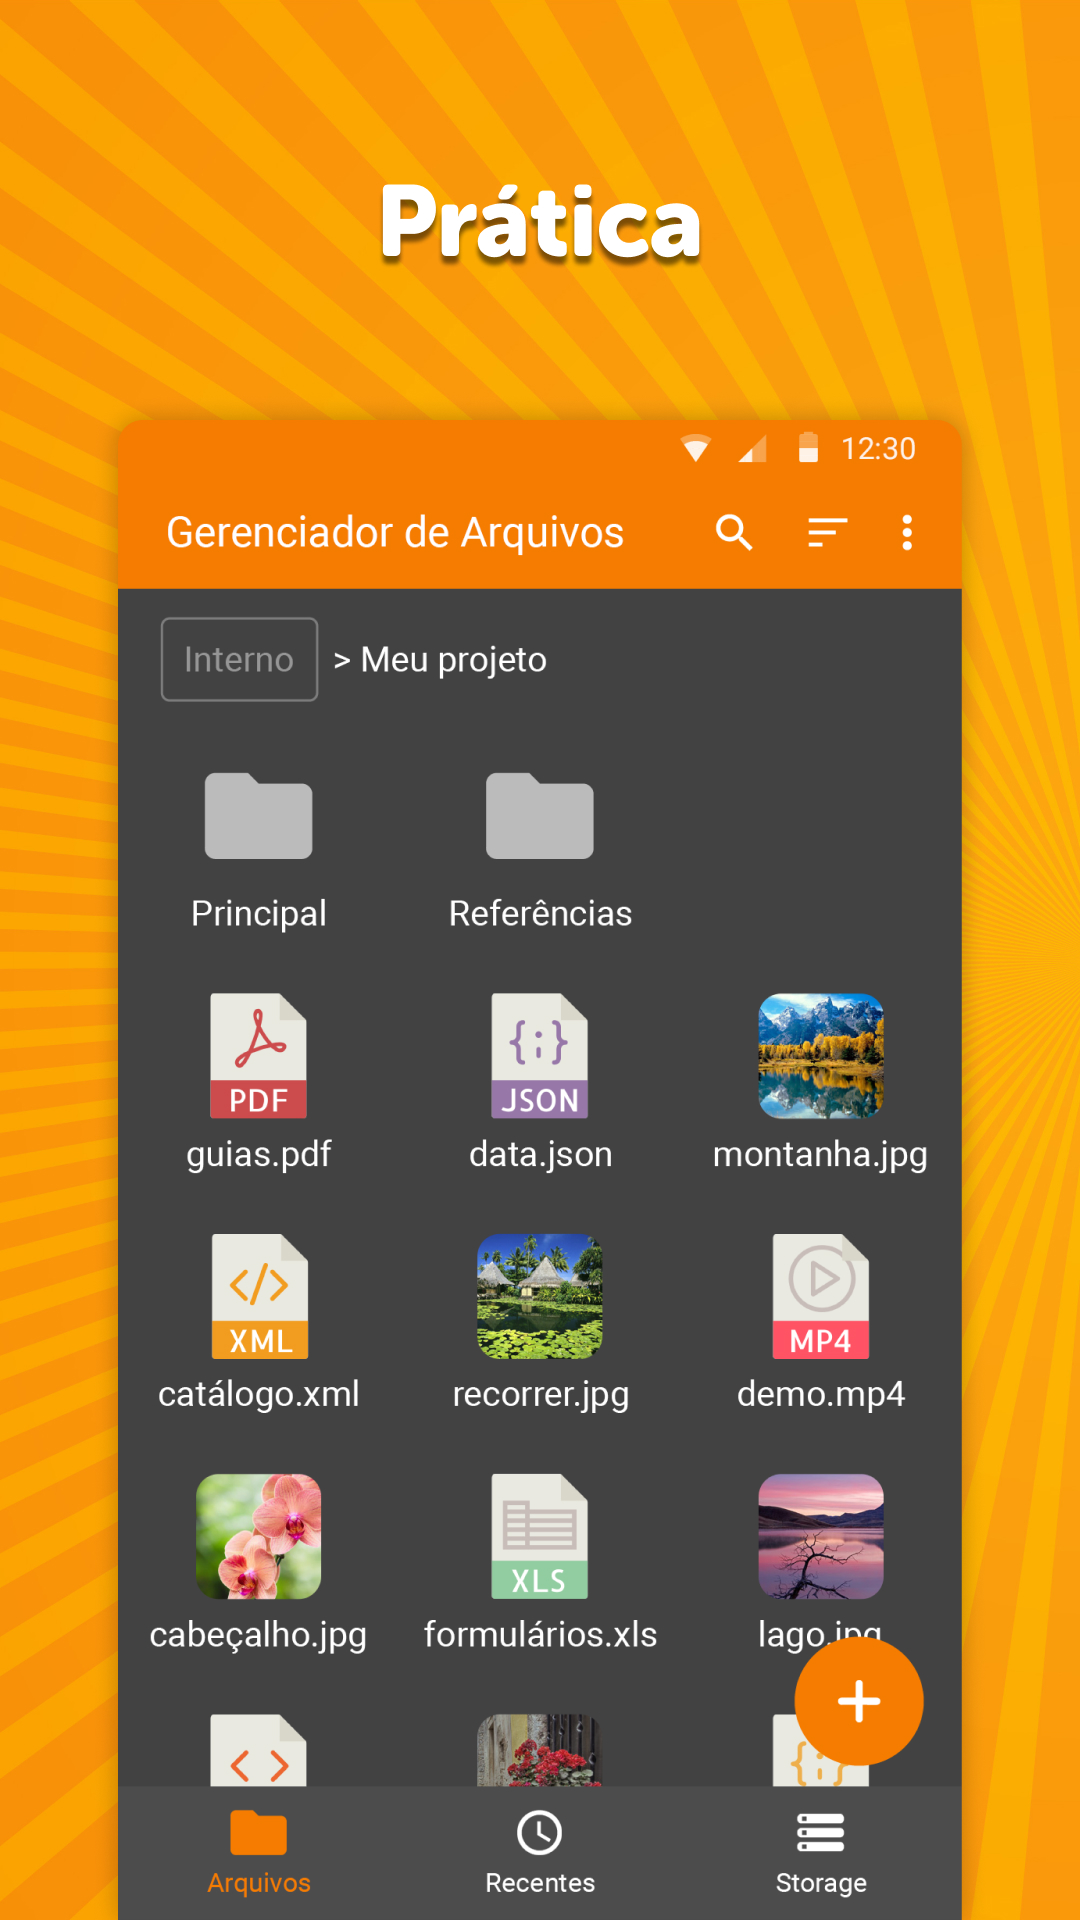 Prática
12:30
Gerenciador de Arquivos
Interno > Meu projeto
Principal Referências
PDF JSON
guias.pdf data.json montanha.jpg
XML MP4
catálogo.xml recorrer.jpg demo.mp4
XLS
cabeçalho.jpg formulários.xls lago.jpg
Arquivos Recentes Storage